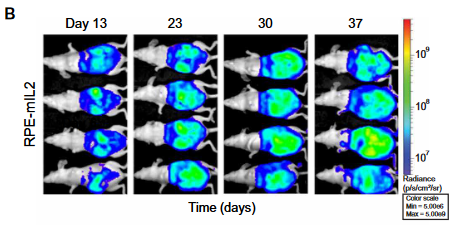 B
Day 13 23 30 37
RPE-mIL2
10⁹
10⁸
10⁷
Radiance
(p/s/cm²/sr)
Color scale
Min = 5.00e6
Max = 5.00e9
Time (days)